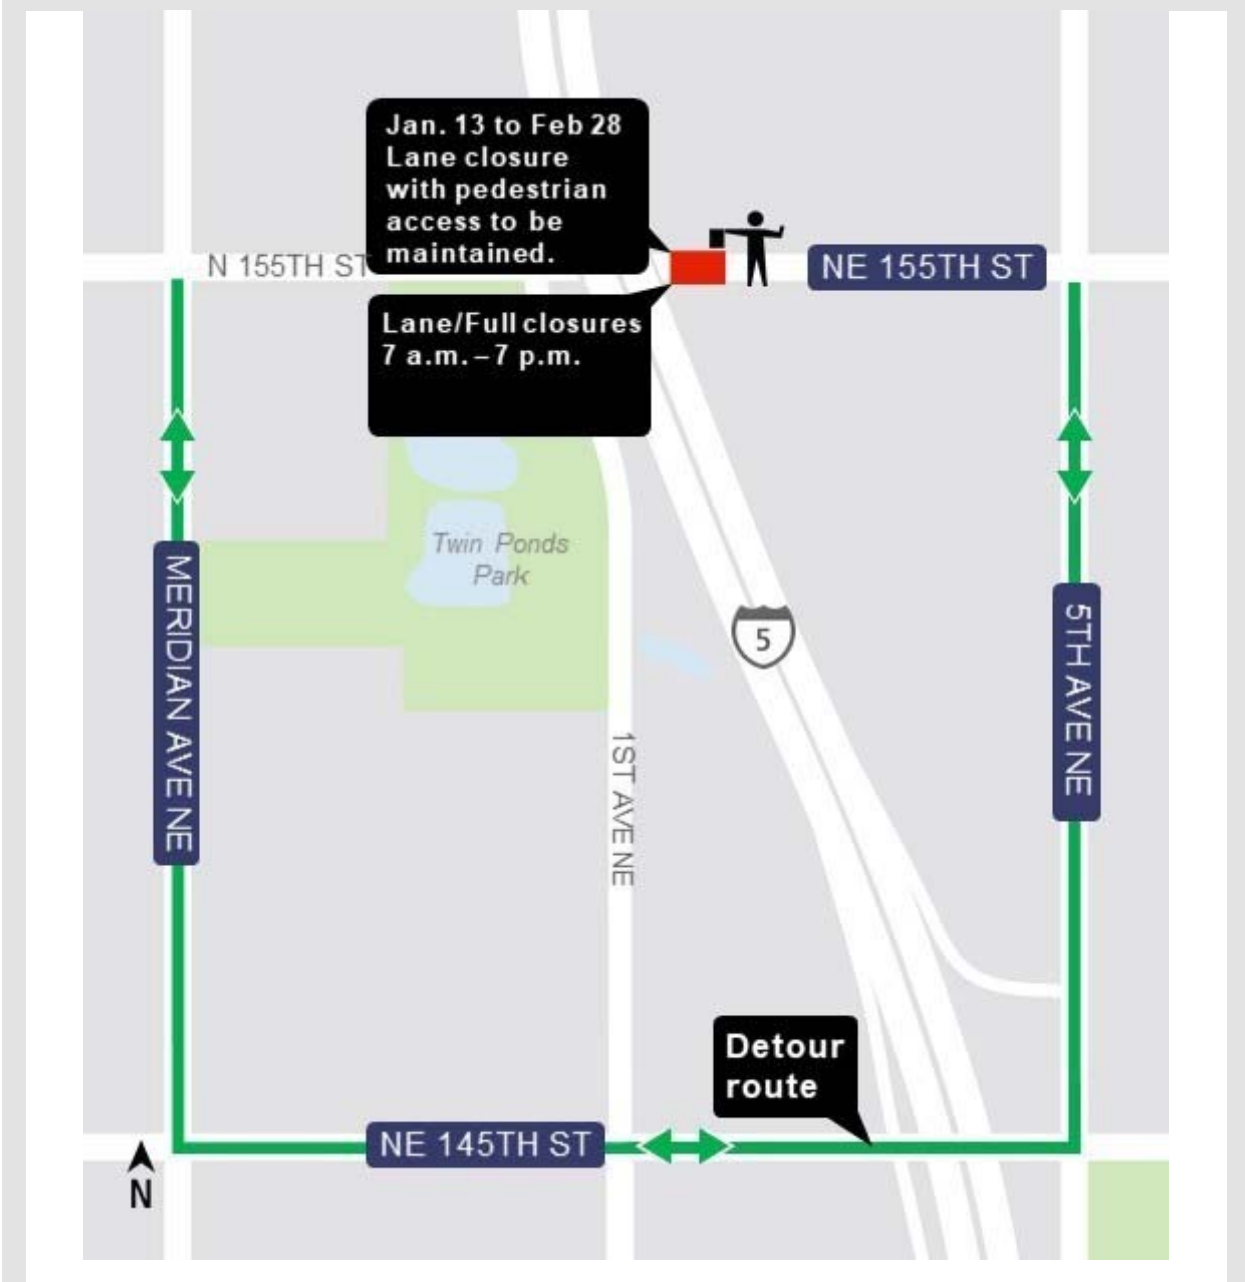 Jan. 13 to Feb 28
Lane closure
with pedestrian
access to be
maintained.
N 155TH ST
NE 155TH ST
Lane/Full closures
7 a.m. – 7 p.m.
Twin Ponds
Park
MERIDIAN AVE NE
5
5TH AVE NE
1ST AVE NE
Detour
route
NE 145TH ST
N